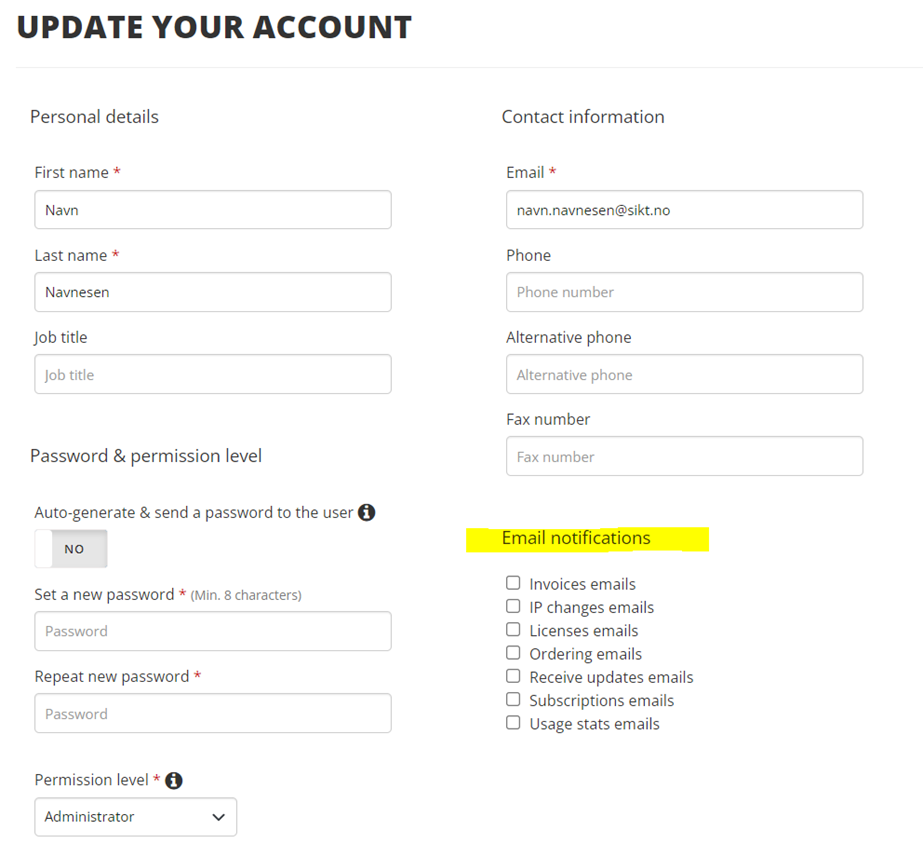 UPDATE YOUR ACCOUNT
Personal details
First name *
Navn
Last name *
Navnesen
Job title
Job title
Password & permission level
Auto-generate & send a password to the user
NO
Set a new password * (Min. 8 characters)
Password
Repeat new password *
Password
Permission level *
Administrator
Contact information
Email *
navn.navnesen@sikt.no
Phone
Phone number
Alternative phone
Alternative phone
Fax number
Fax number
Email notifications
Invoices emails
IP changes emails
Licenses emails
Ordering emails
Receive updates emails
Subscriptions emails
Usage stats emails